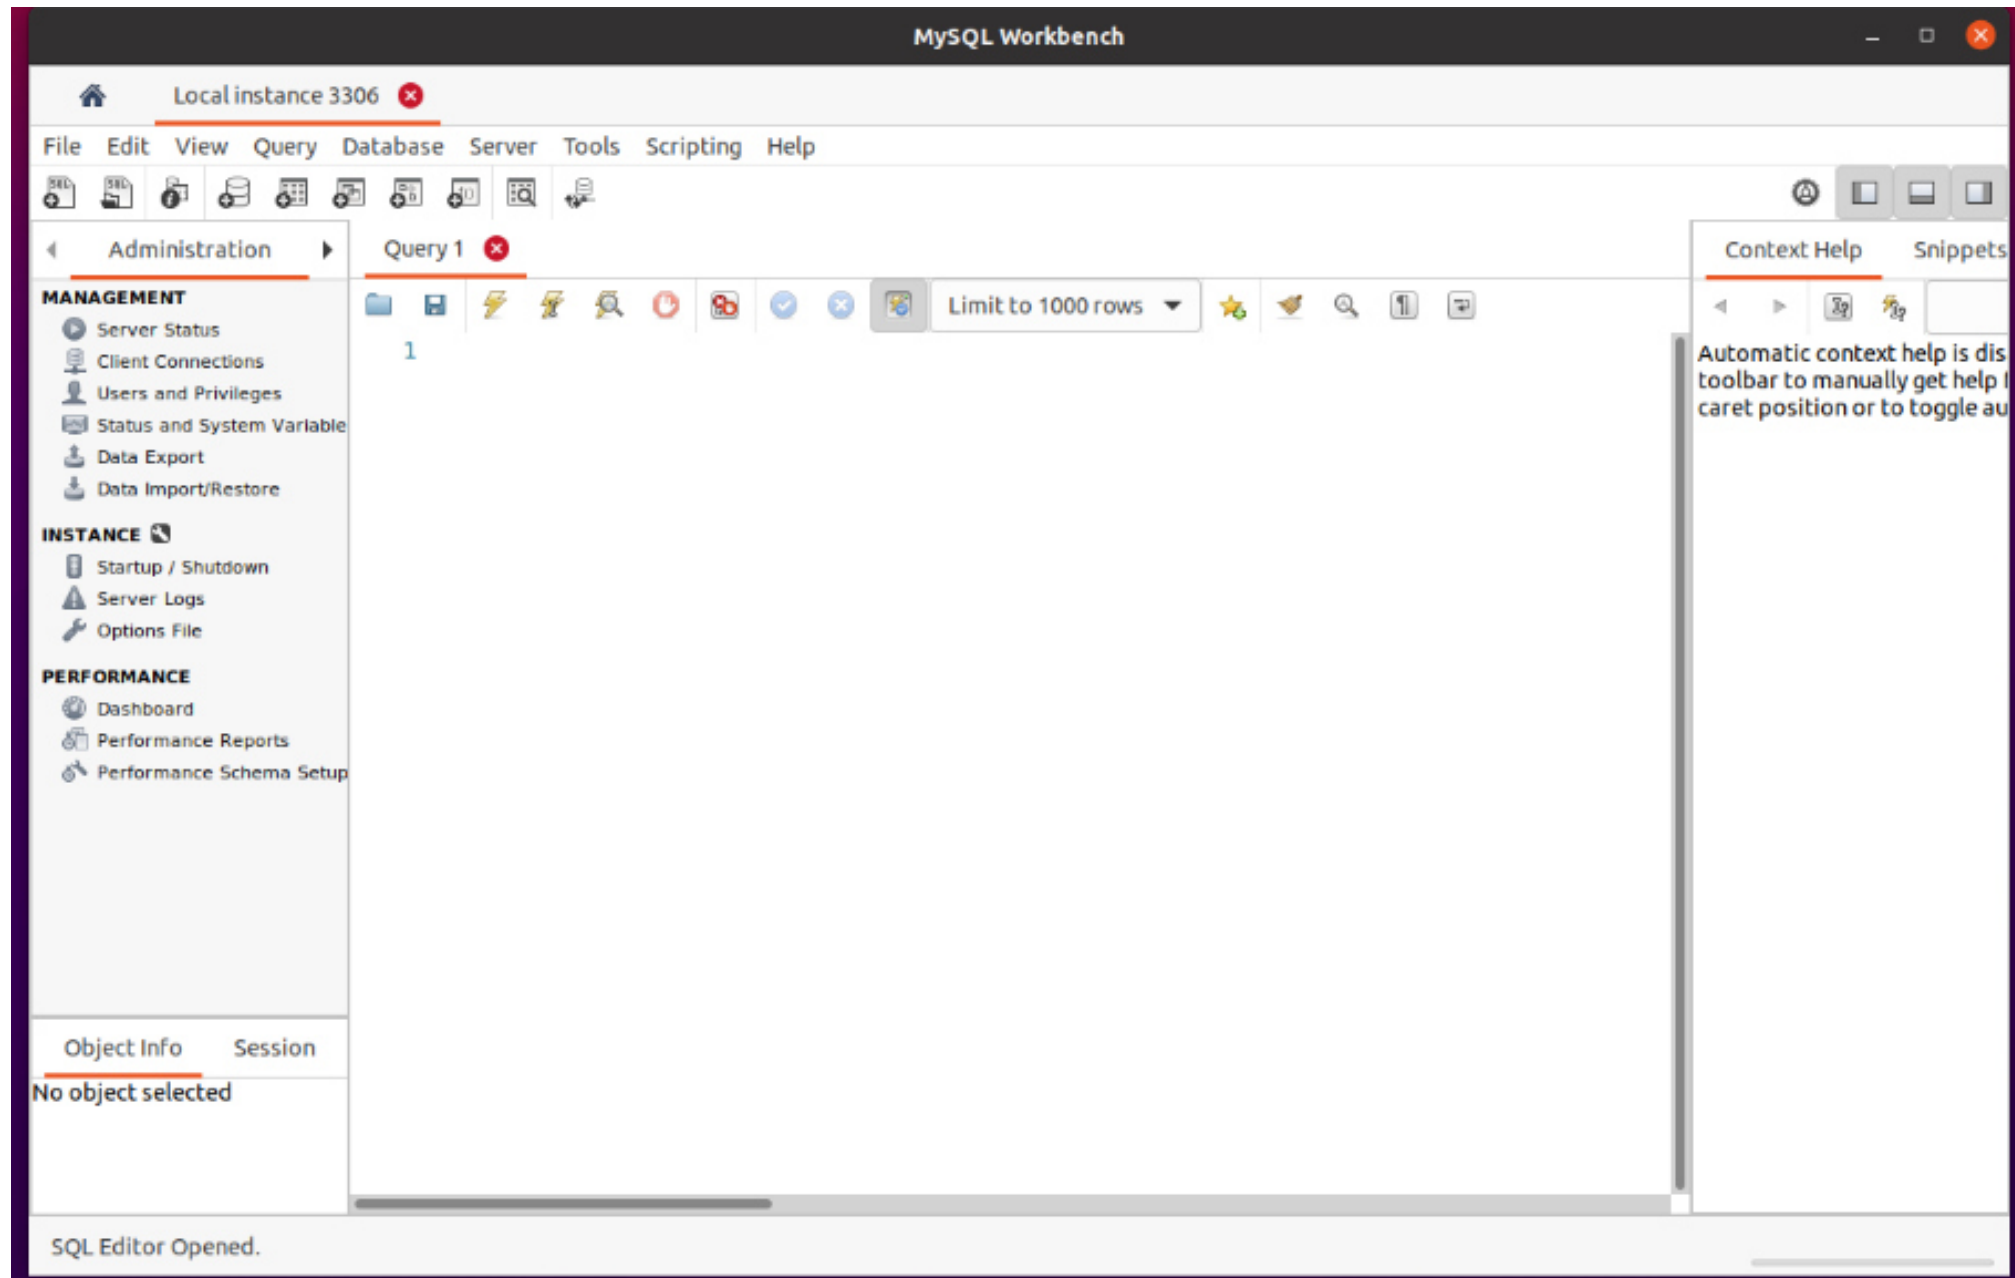 MySQL Workbench
Local instance 3306
File Edit View Query Database Server Tools Scripting Help
Administration
Query 1
Context Help Snippets
MANAGEMENT
Server Status
Client Connections
Users and Privileges
Status and System Variable
Data Export
Data Import/Restore
INSTANCE
Startup / Shutdown
Server Logs
Options File
PERFORMANCE
Dashboard
Performance Reports
Performance Schema Setup
Limit to 1000 rows
1
Automatic context help is dis
toolbar to manually get help
caret position or to toggle au
Object Info Session
No object selected
SQL Editor Opened.